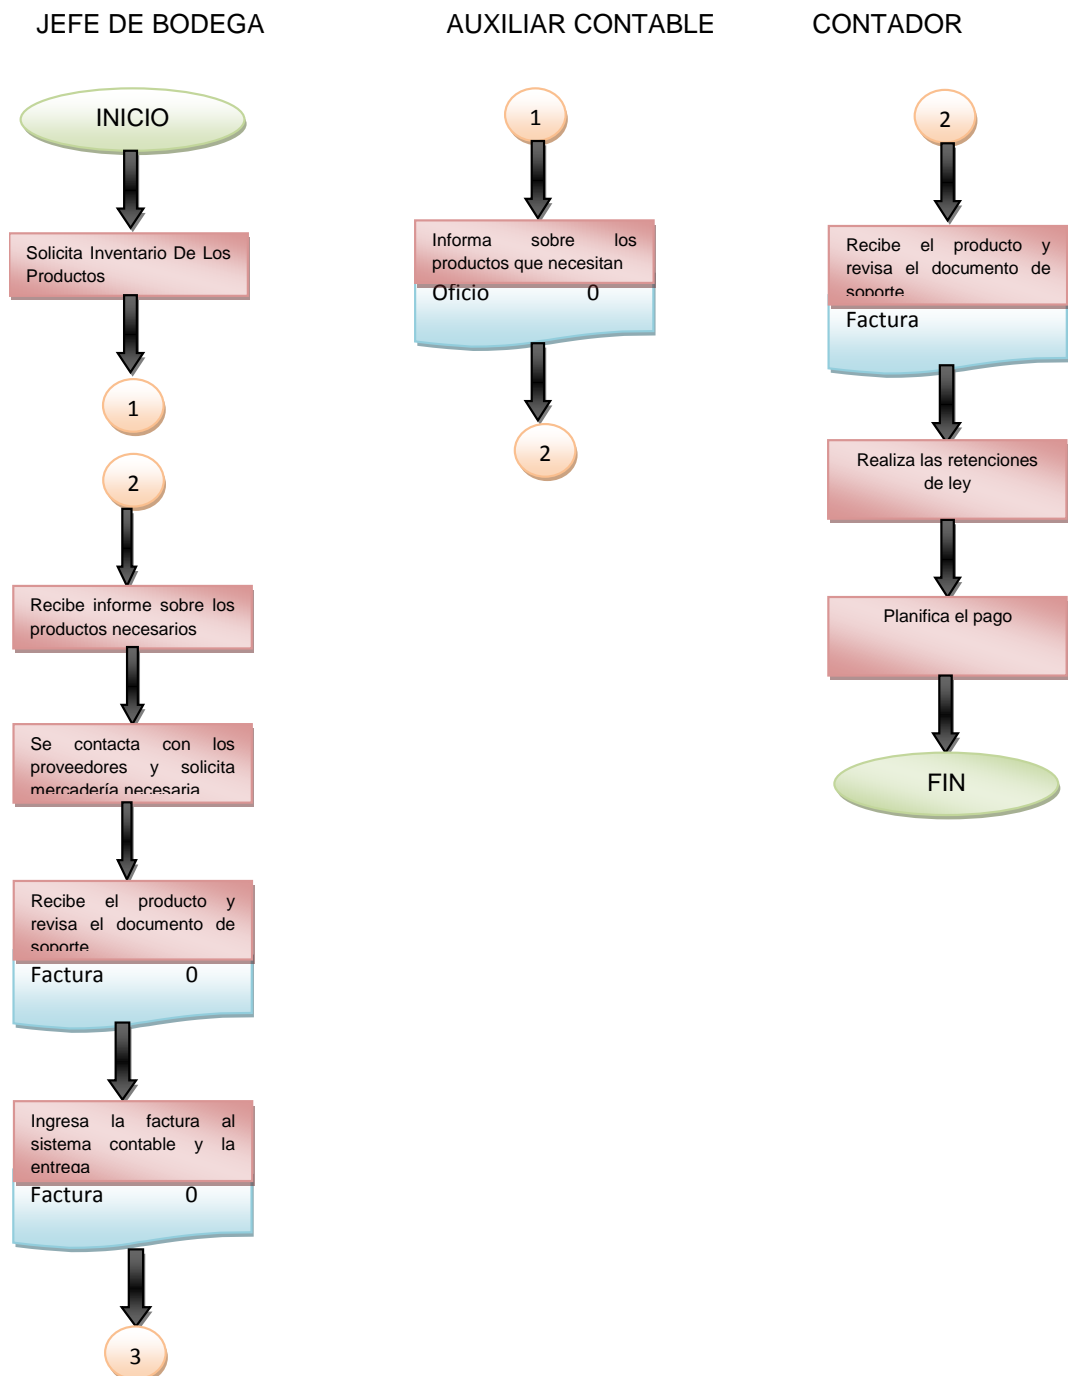 JEFE DE BODEGA
AUXILIAR CONTABLE
CONTADOR
INICIO
Solicita Inventario De Los
Productos
1
2
Recibe informe sobre los
productos necesarios
Se contacta con los
proveedores y solicita
mercadería necesaria
Recibe el producto y
revisa el documento de
soporte
Factura 0
Ingresa la factura al
sistema contable y la
entrega
Factura 0
3
1
Informa sobre los
productos que necesitan
Oficio 0
2
2
Recibe el producto y
revisa el documento de
soporte
Factura
Realiza las retenciones
de ley
Planifica el pago
FIN